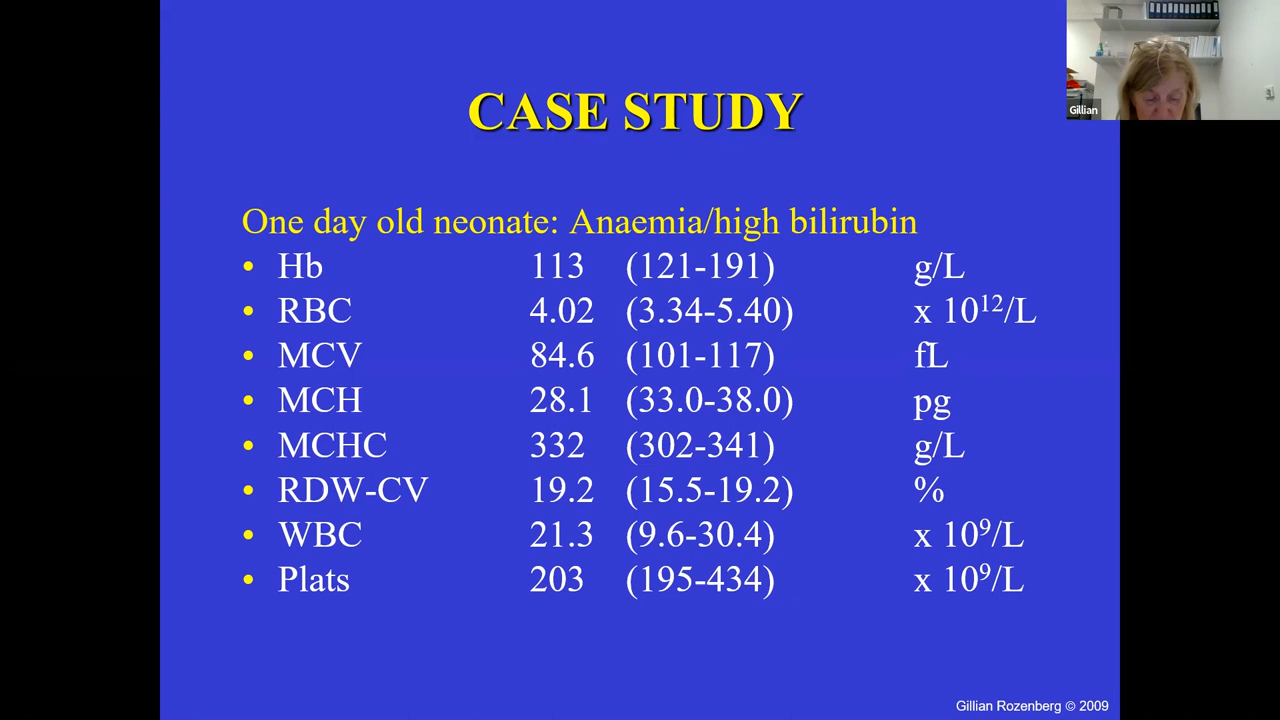 CASE STUDY
Gillian
One day old neonate: Anaemia/high bilirubin
• Hb 113 (121-191) g/L
• RBC 4.02 (3.34-5.40) x 10¹²/L
• MCV 84.6 (101-117) fL
• MCH 28.1 (33.0-38.0) pg
• MCHC 332 (302-341) g/L
• RDW-CV 19.2 (15.5-19.2) %
• WBC 21.3 (9.6-30.4) x 10⁹/L
• Plats 203 (195-434) x 10⁹/L
Gillian Rozenberg © 2009